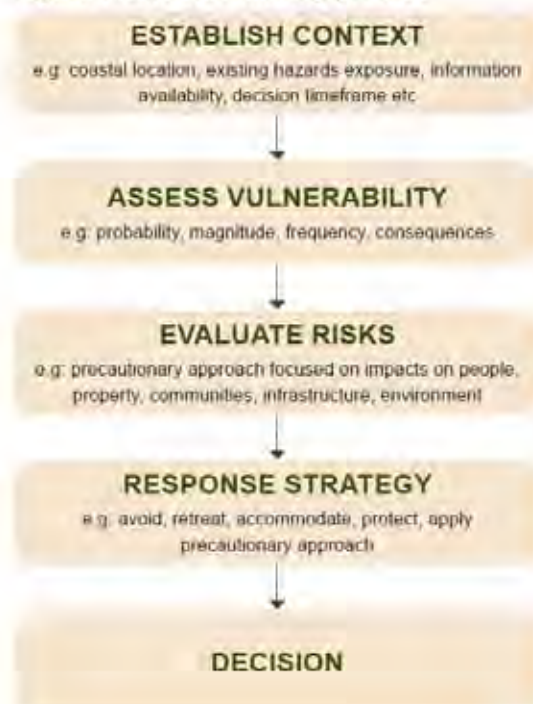 ESTABLISH CONTEXT
e.g: coastal location, existing hazards exposure, information
availability, decision timeframe etc
ASSESS VULNERABILITY
e.g: probability, magnitude, frequency, consequences
EVALUATE RISKS
e.g: precautionary approach focused on impacts on people,
property, communities, infrastructure, environment
RESPONSE STRATEGY
e.g: avoid, retreat, accommodate, protect, apply
precautionary approach
DECISION